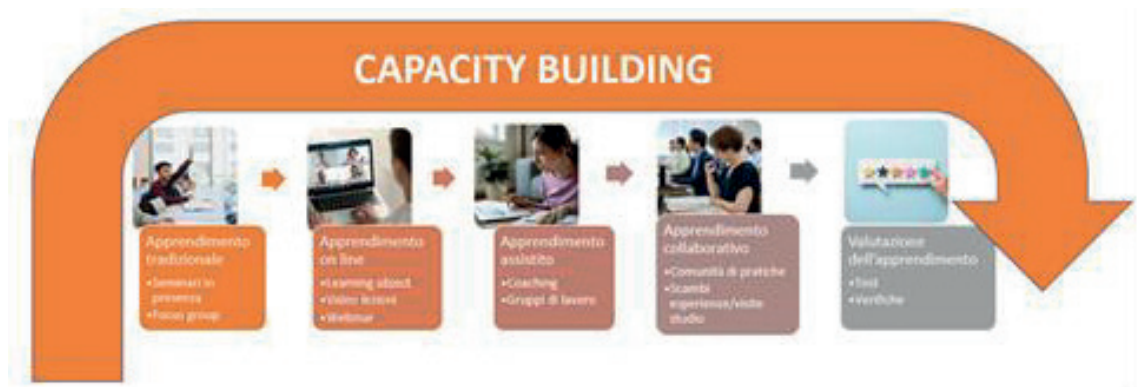 CAPACITY BUILDING
Apprendimento
tradizionale
•Seminari in
presenza
•Focus group
Apprendimento
on line
•Learning object
•Video lezioni
•Webinar
Apprendimento
assistito
•Coaching
•Gruppi di lavoro
Apprendimento
collaborativo
•Comunità di pratiche
•Scambi
esperienze/visite
studio
Valutazione
dell'apprendimento
•Test
•Verifiche